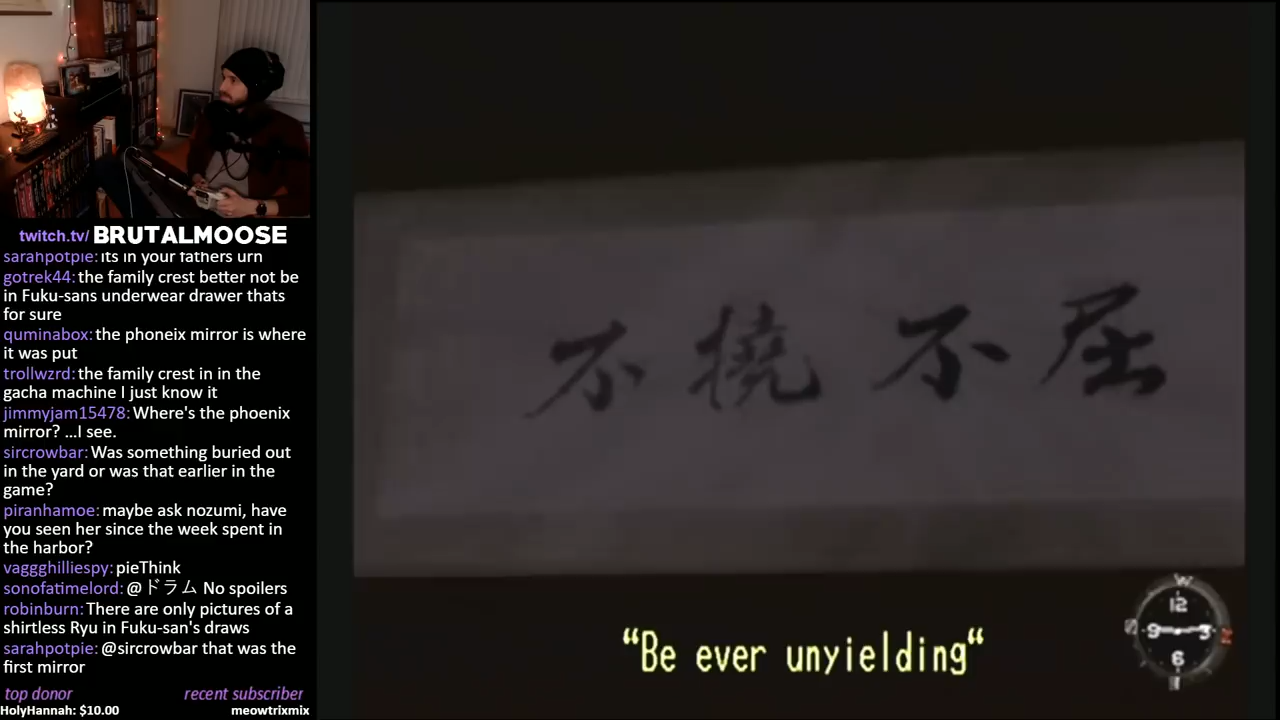 twitch.tv/ BRUTALMOOSE
sarahpotpie: its in your fathers urn
gotrek44: the family crest better not be
in Fuku-sans underwear drawer thats
for sure
quminabox: the phoneix mirror is where
it was put
trollwzrd: the family crest in in the
gacha machine I just know it
jimmyjam15478: Where's the phoenix
mirror? ...I see.
sircrowbar: Was something buried out
in the yard or was that earlier in the
game?
piranhamoe: maybe ask nozumi, have
you seen her since the week spent in
the harbor?
vaggghilliespy: pieThink
sonofatimelord: @ドラム No spoilers
robinburn: There are only pictures of a
shirtless Ryu in Fuku-san's draws
sarahpotpie: @sircrowbar that was the
first mirror
top donor recent subscriber
HolyHannah: $10.00 meowtrixmix
不撓不屈
“Be ever unyielding“
W
12
9 3
6